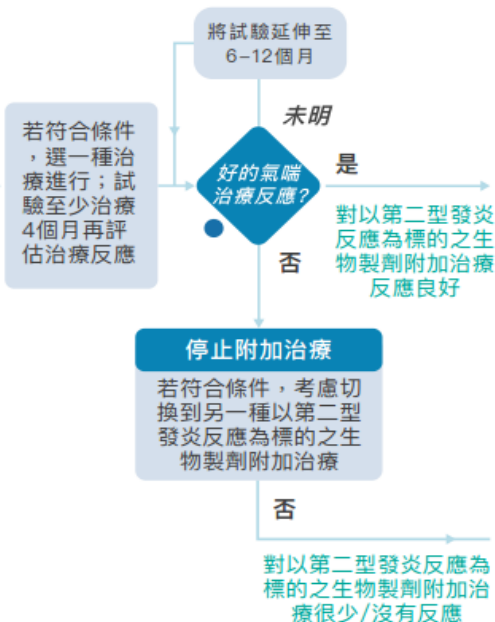 將試驗延伸至
6–12個月
未明
若符合條件
，選一種治
療進行；試
驗至少治療
4個月再評
估治療反應
好的氣喘
治療反應?
是
對以第二型發炎
反應為標的之生
物製劑附加治療
反應良好
否
停止附加治療
若符合條件，考慮切
換到另一種以第二型
發炎反應為標的之生
物製劑附加治療
否
對以第二型發炎反應為
標的之生物製劑附加治
療很少/沒有反應